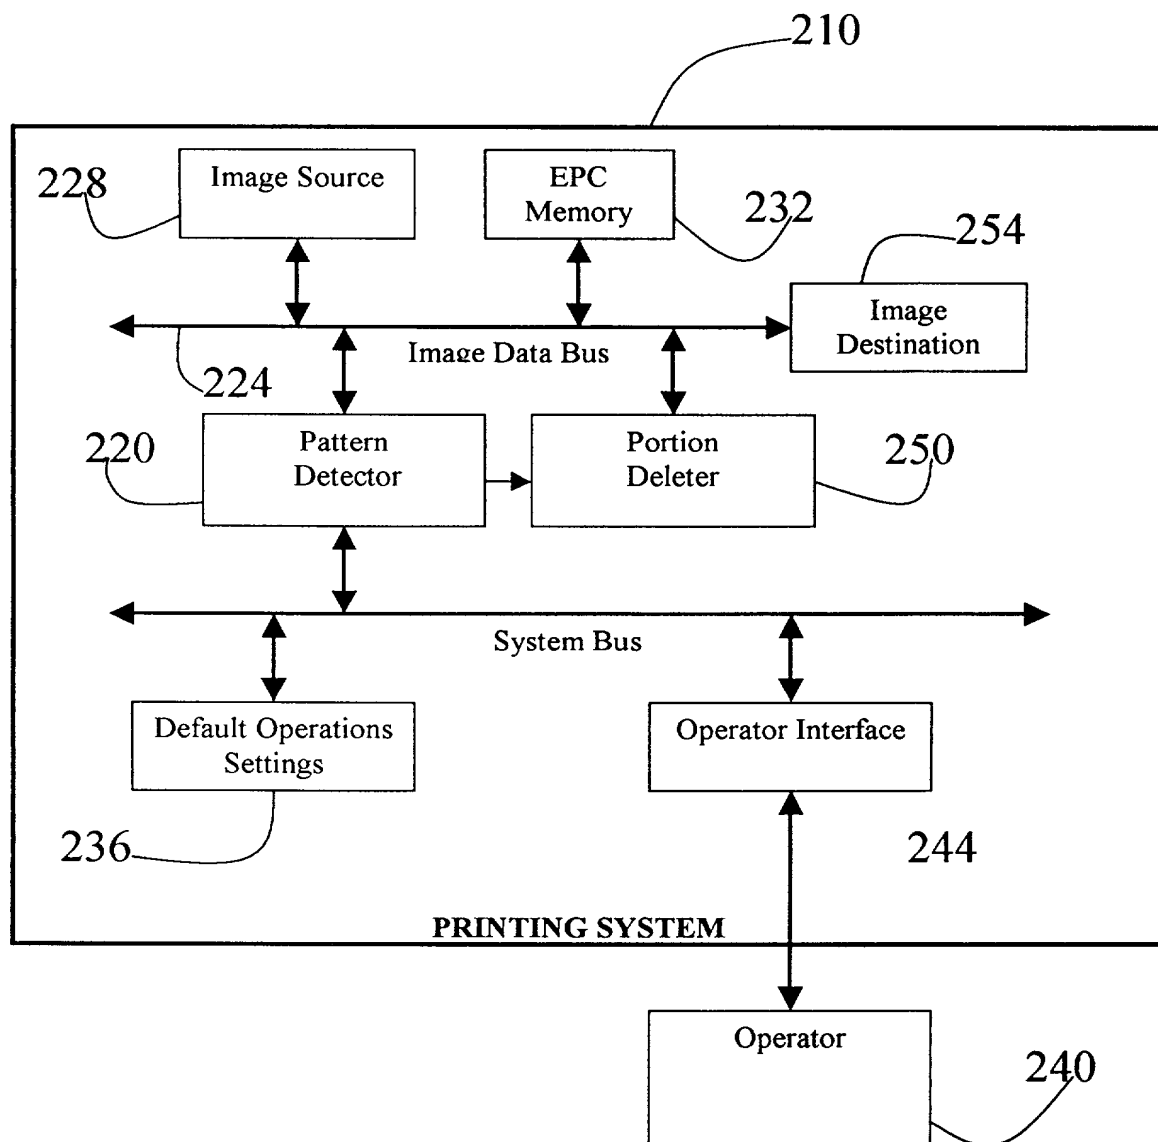 210
Image Source
EPC
Memory
228
232
254
Image
Destination
Image Data Bus
224
220
Pattern
Detector
Portion
Deleter
250
System Bus
Default Operations
Settings
Operator Interface
236
244
PRINTING SYSTEM
Operator
240